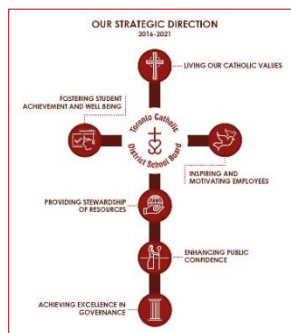 OUR STRATEGIC DIRECTION
2016-2021
LIVING OUR CATHOLIC VALUES
FOSTERING STUDENT
ACHIEVEMENT AND WELL BEING
Toronto Catholic
District School Board
INSPIRING AND
MOTIVATING EMPLOYEES
PROVIDING STEWARDSHIP
OF RESOURCES
ENHANCING PUBLIC
CONFIDENCE
ACHIEVING EXCELLENCE IN
GOVERNANCE